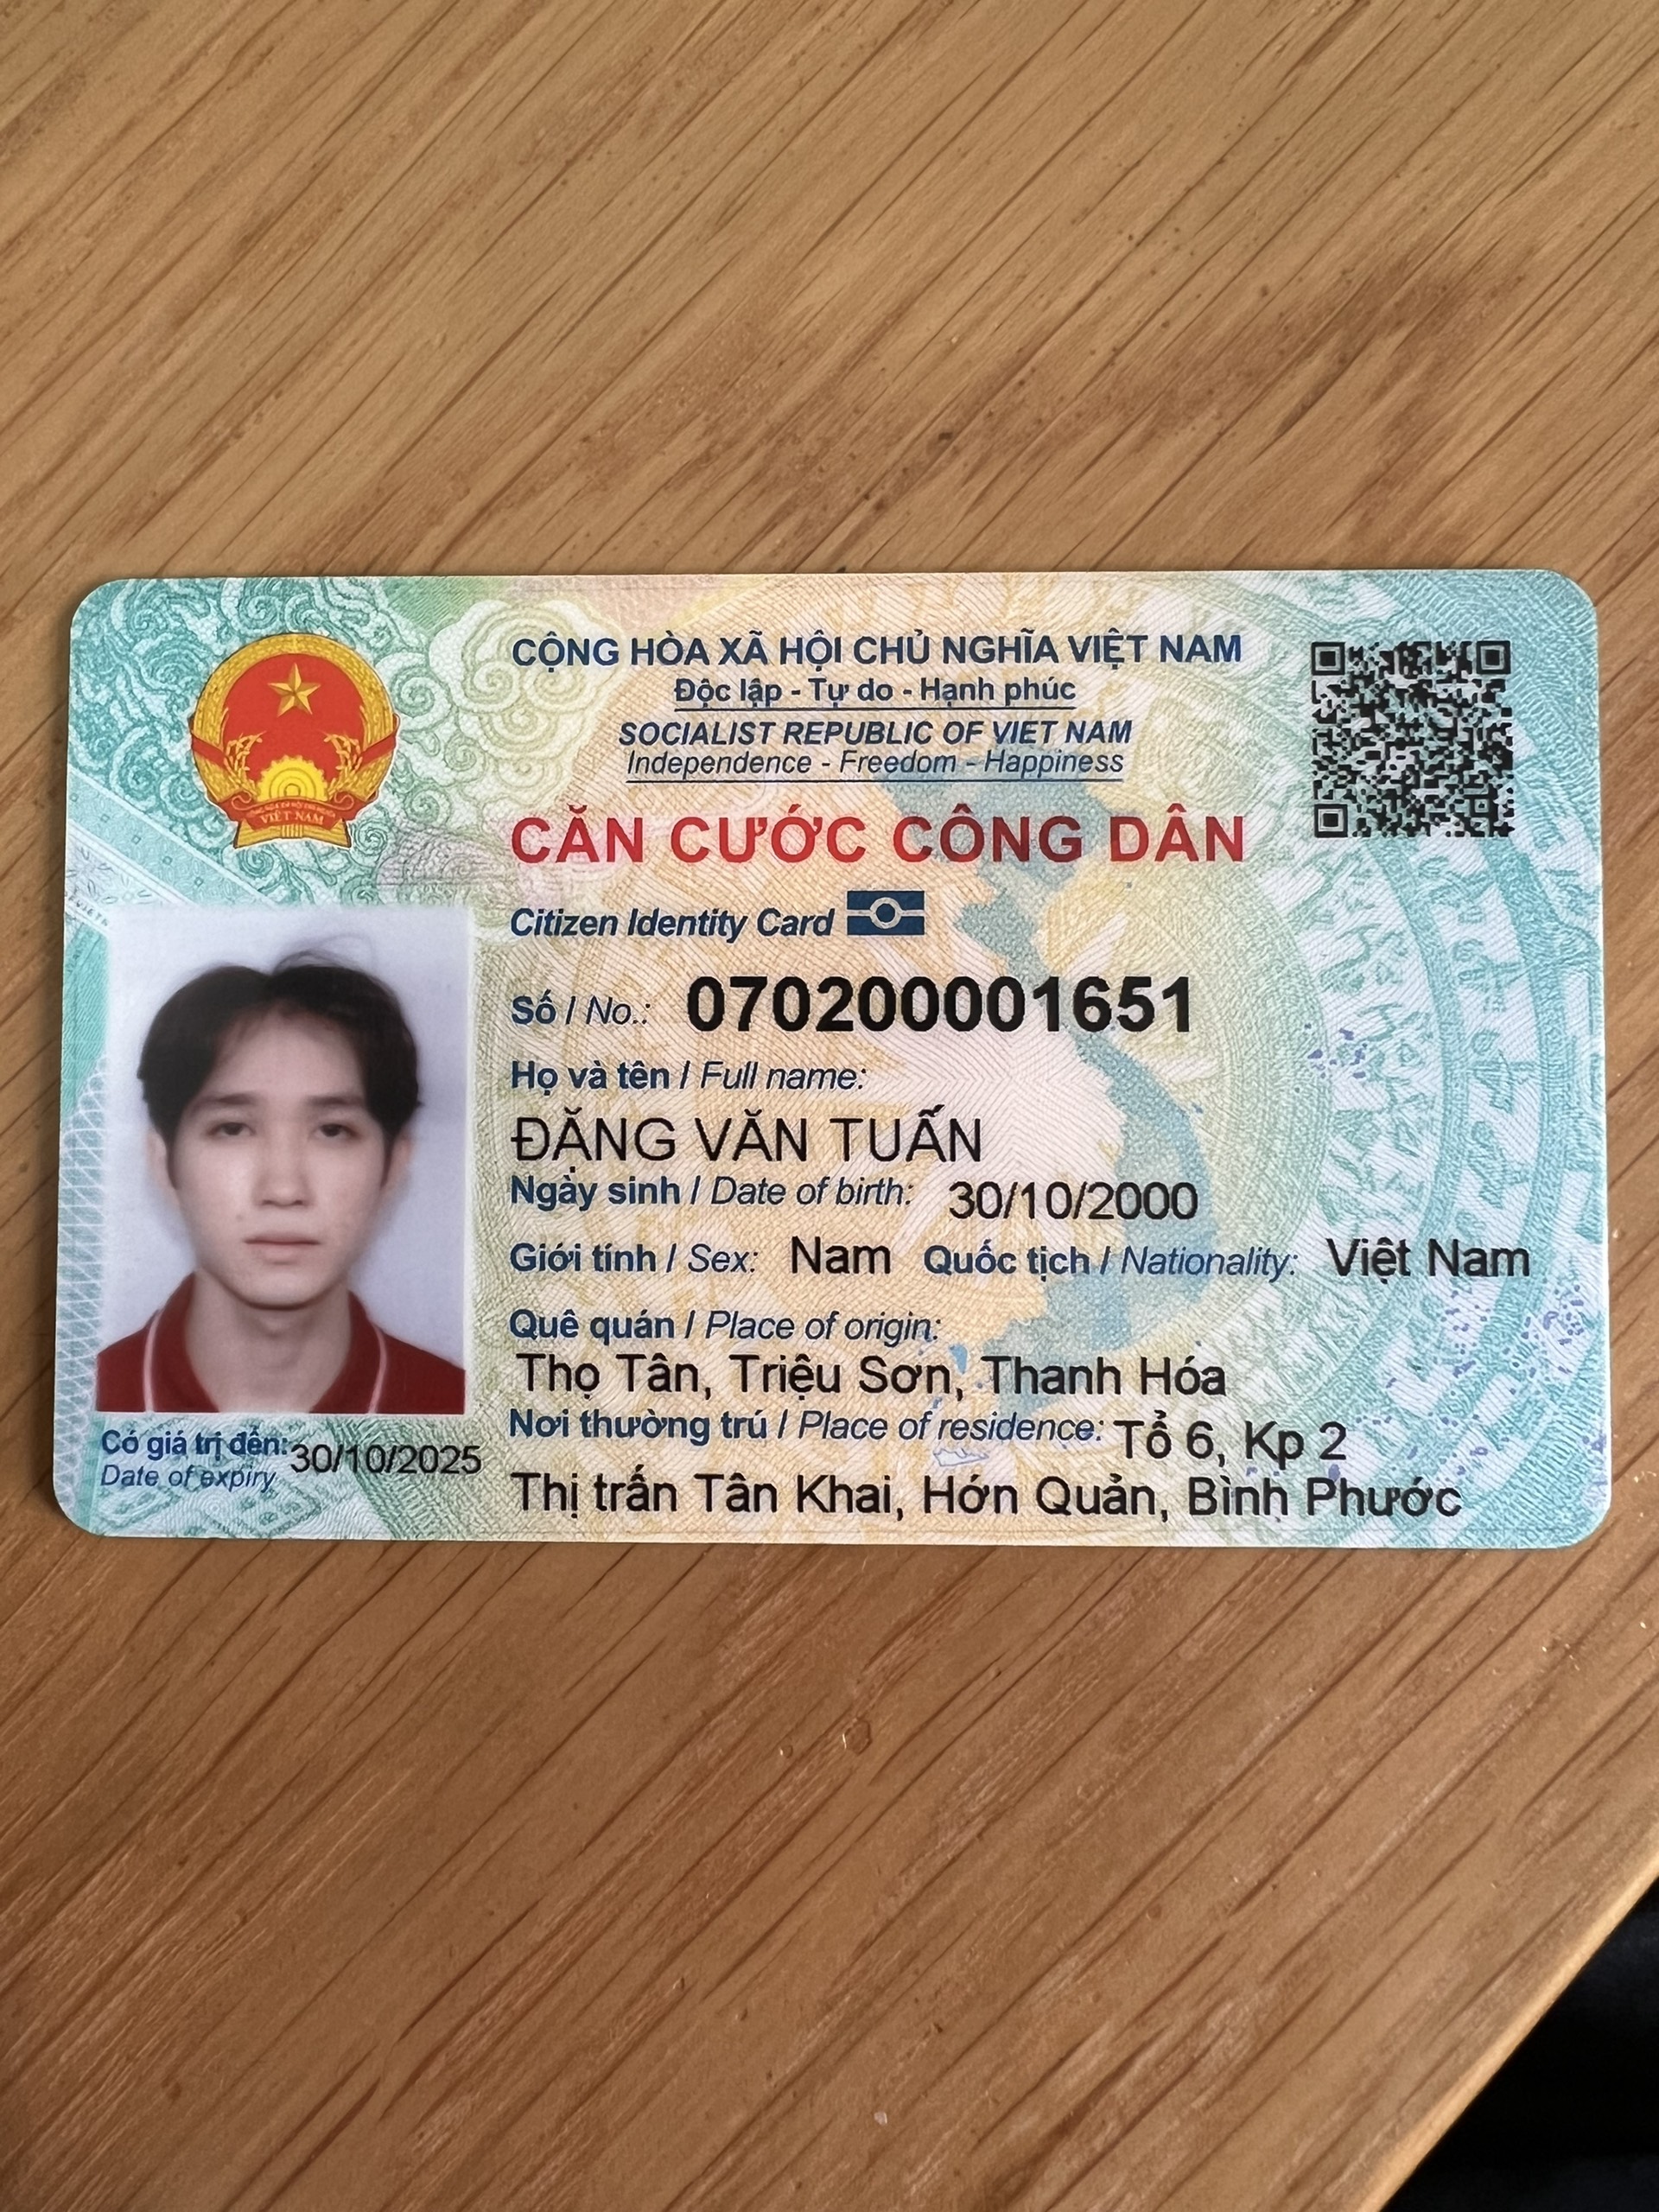 CỘNG HÒA XÃ HỘI CHỦ NGHĨA VIỆT NAM
Độc lập - Tự do - Hạnh phúc
SOCIALIST REPUBLIC OF VIET NAM
Independence - Freedom - Happiness
CĂN CƯỚC CÔNG DÂN
Citizen Identity Card
Số / No.: 070200001651
Họ và tên / Full name:
ĐẶNG VĂN TUẤN
Ngày sinh / Date of birth: 30/10/2000
Giới tính / Sex: Nam Quốc tịch / Nationality: Việt Nam
Quê quán / Place of origin:
Thọ Tân, Triệu Sơn, Thanh Hóa
Nơi thường trú / Place of residence: Tổ 6, Kp 2
Thị trấn Tân Khai, Hớn Quản, Bình Phước
Có giá trị đến: 30/10/2025
Date of expiry
VIỆT NAM